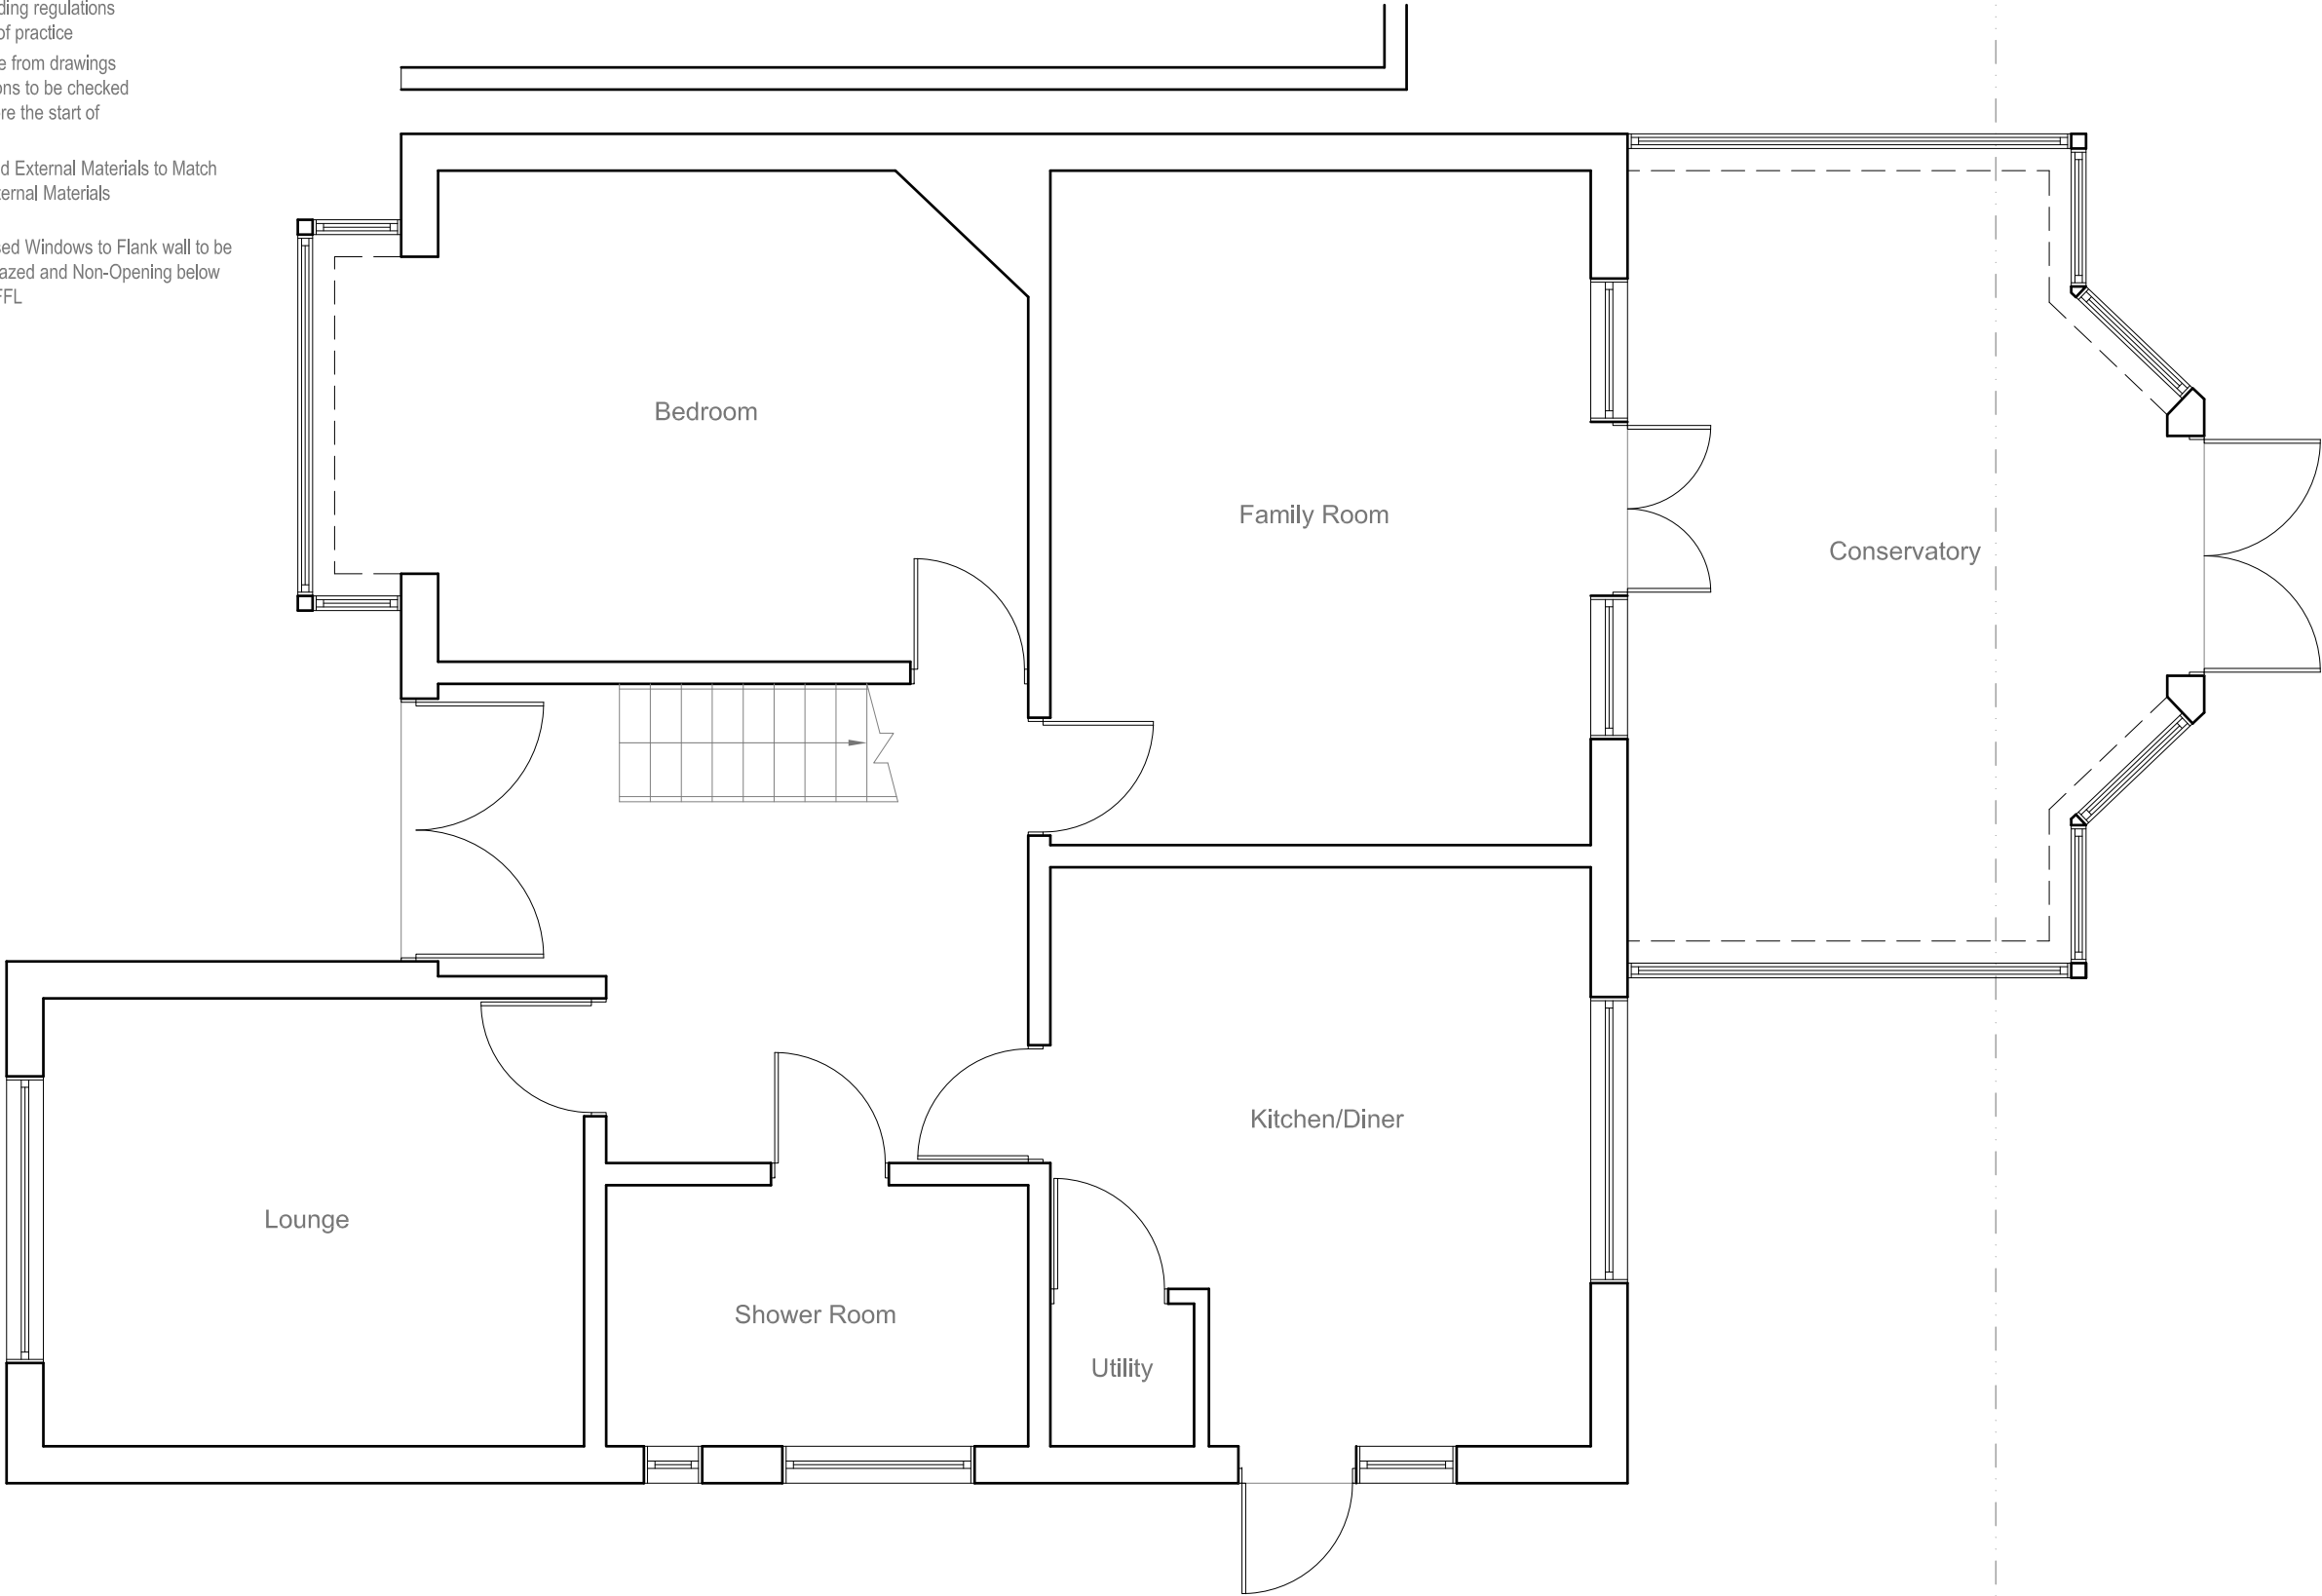 ding regulations
of practice
e from drawings
ons to be checked
re the start of
d External Materials to Match
ternal Materials
sed Windows to Flank wall to be
azed and Non-Opening below
FFL
Bedroom
Family Room
Conservatory
Kitchen/Diner
Lounge
Shower Room
Utility